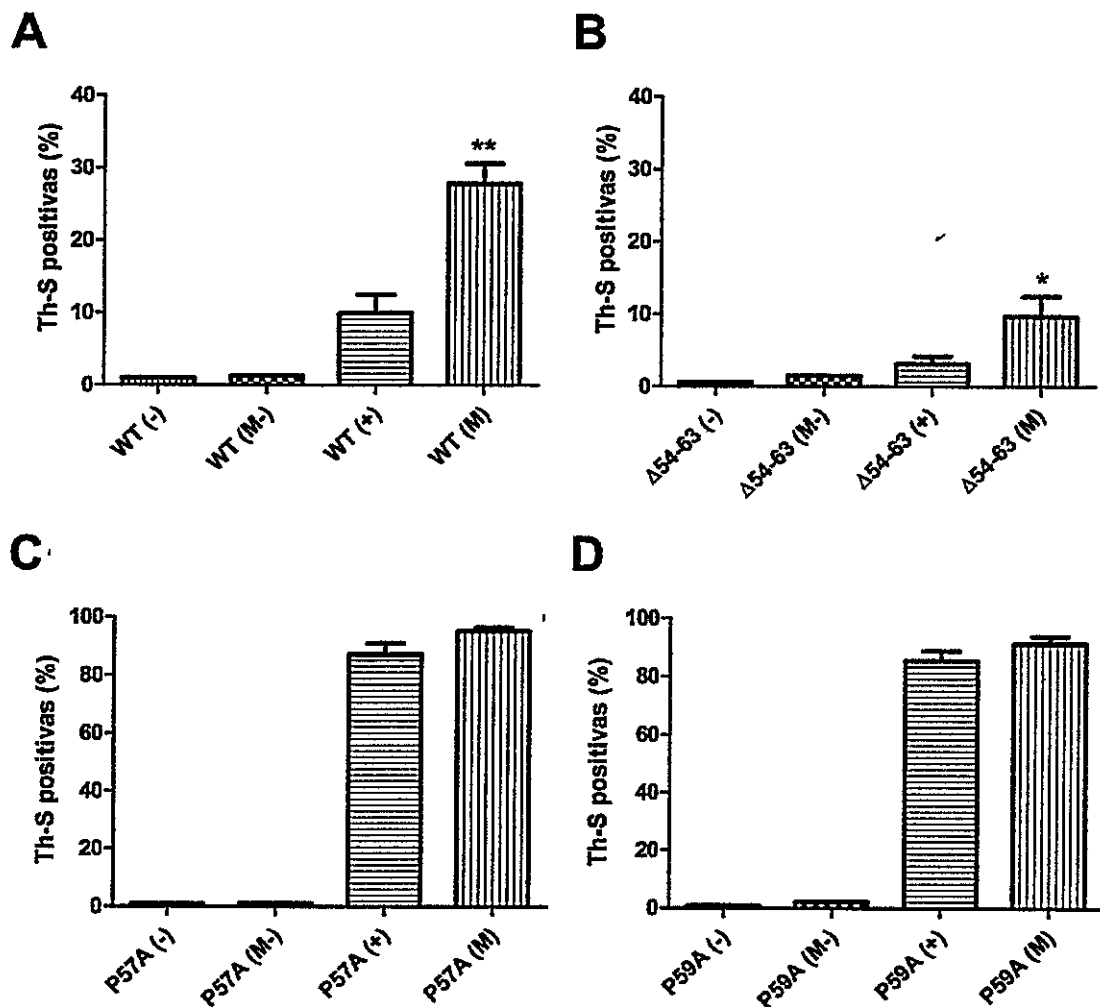 A
Th-S positivas (%)
40
30
20
10
0
**
WT (-)
WT (M-)
WT (+)
WT (M)
B
Th-S positivas (%)
40
30
20
10
0
*
Δ54-63 (-)
Δ54-63 (M-)
Δ54-63 (+)
Δ54-63 (M)
C
Th-S positivas (%)
100
80
60
40
20
0
P57A (-)
P57A (M-)
P57A (+)
P57A (M)
D
Th-S positivas (%)
100
80
60
40
20
0
P59A (-)
P59A (M-)
P59A (+)
P59A (M)